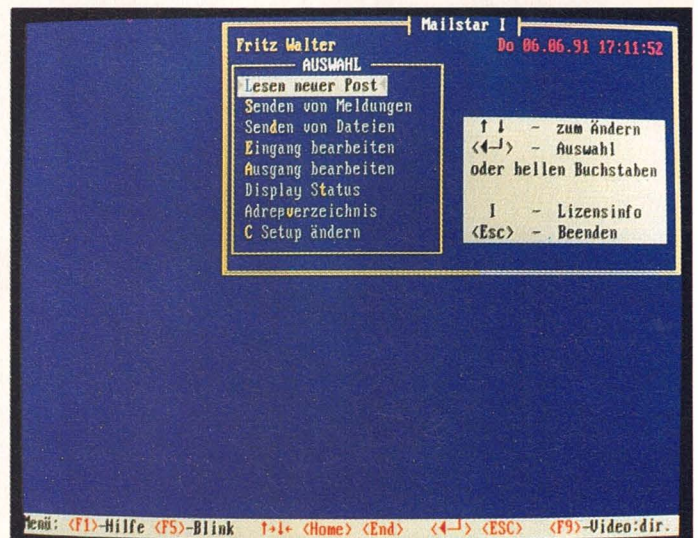 Mailstar I
Fritz Walter
Do 06.06.91 17:11:52
AUSWAHL
Lesen neuer Post
Senden von Meldungen
Senden von Dateien
Eingang bearbeiten
Ausgang bearbeiten
Display Status
Adrepverzeichnis
C Setup ändern
↑ ↓ - zum Ändern
<◄─┘> - Auswahl
oder hellen Buchstaben
I - Lizensinfo
<Esc> - Beenden
Menü: <F1>-Hilfe <F5>-Blink ↑→↓← <Home> <End> <◄─┘> <ESC> <F9>-Video:dir.